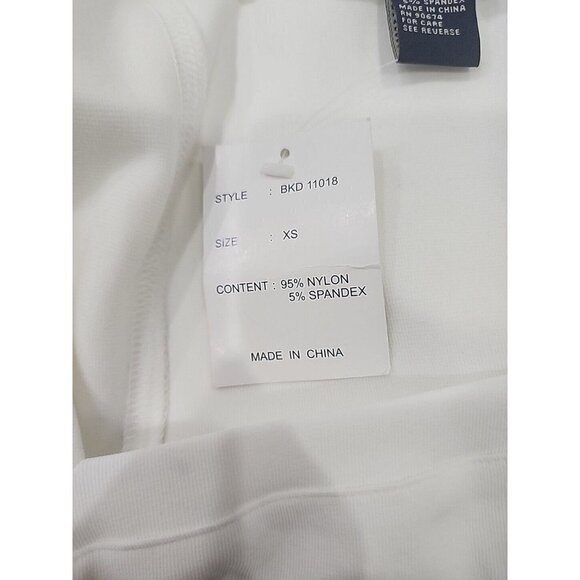 % SPANDEX
MADE IN CHINA
RN 90674
FOR CARE
SEE REVERSE
STYLE : BKD 11018
SIZE : XS
CONTENT : 95% NYLON
5% SPANDEX
MADE IN CHINA